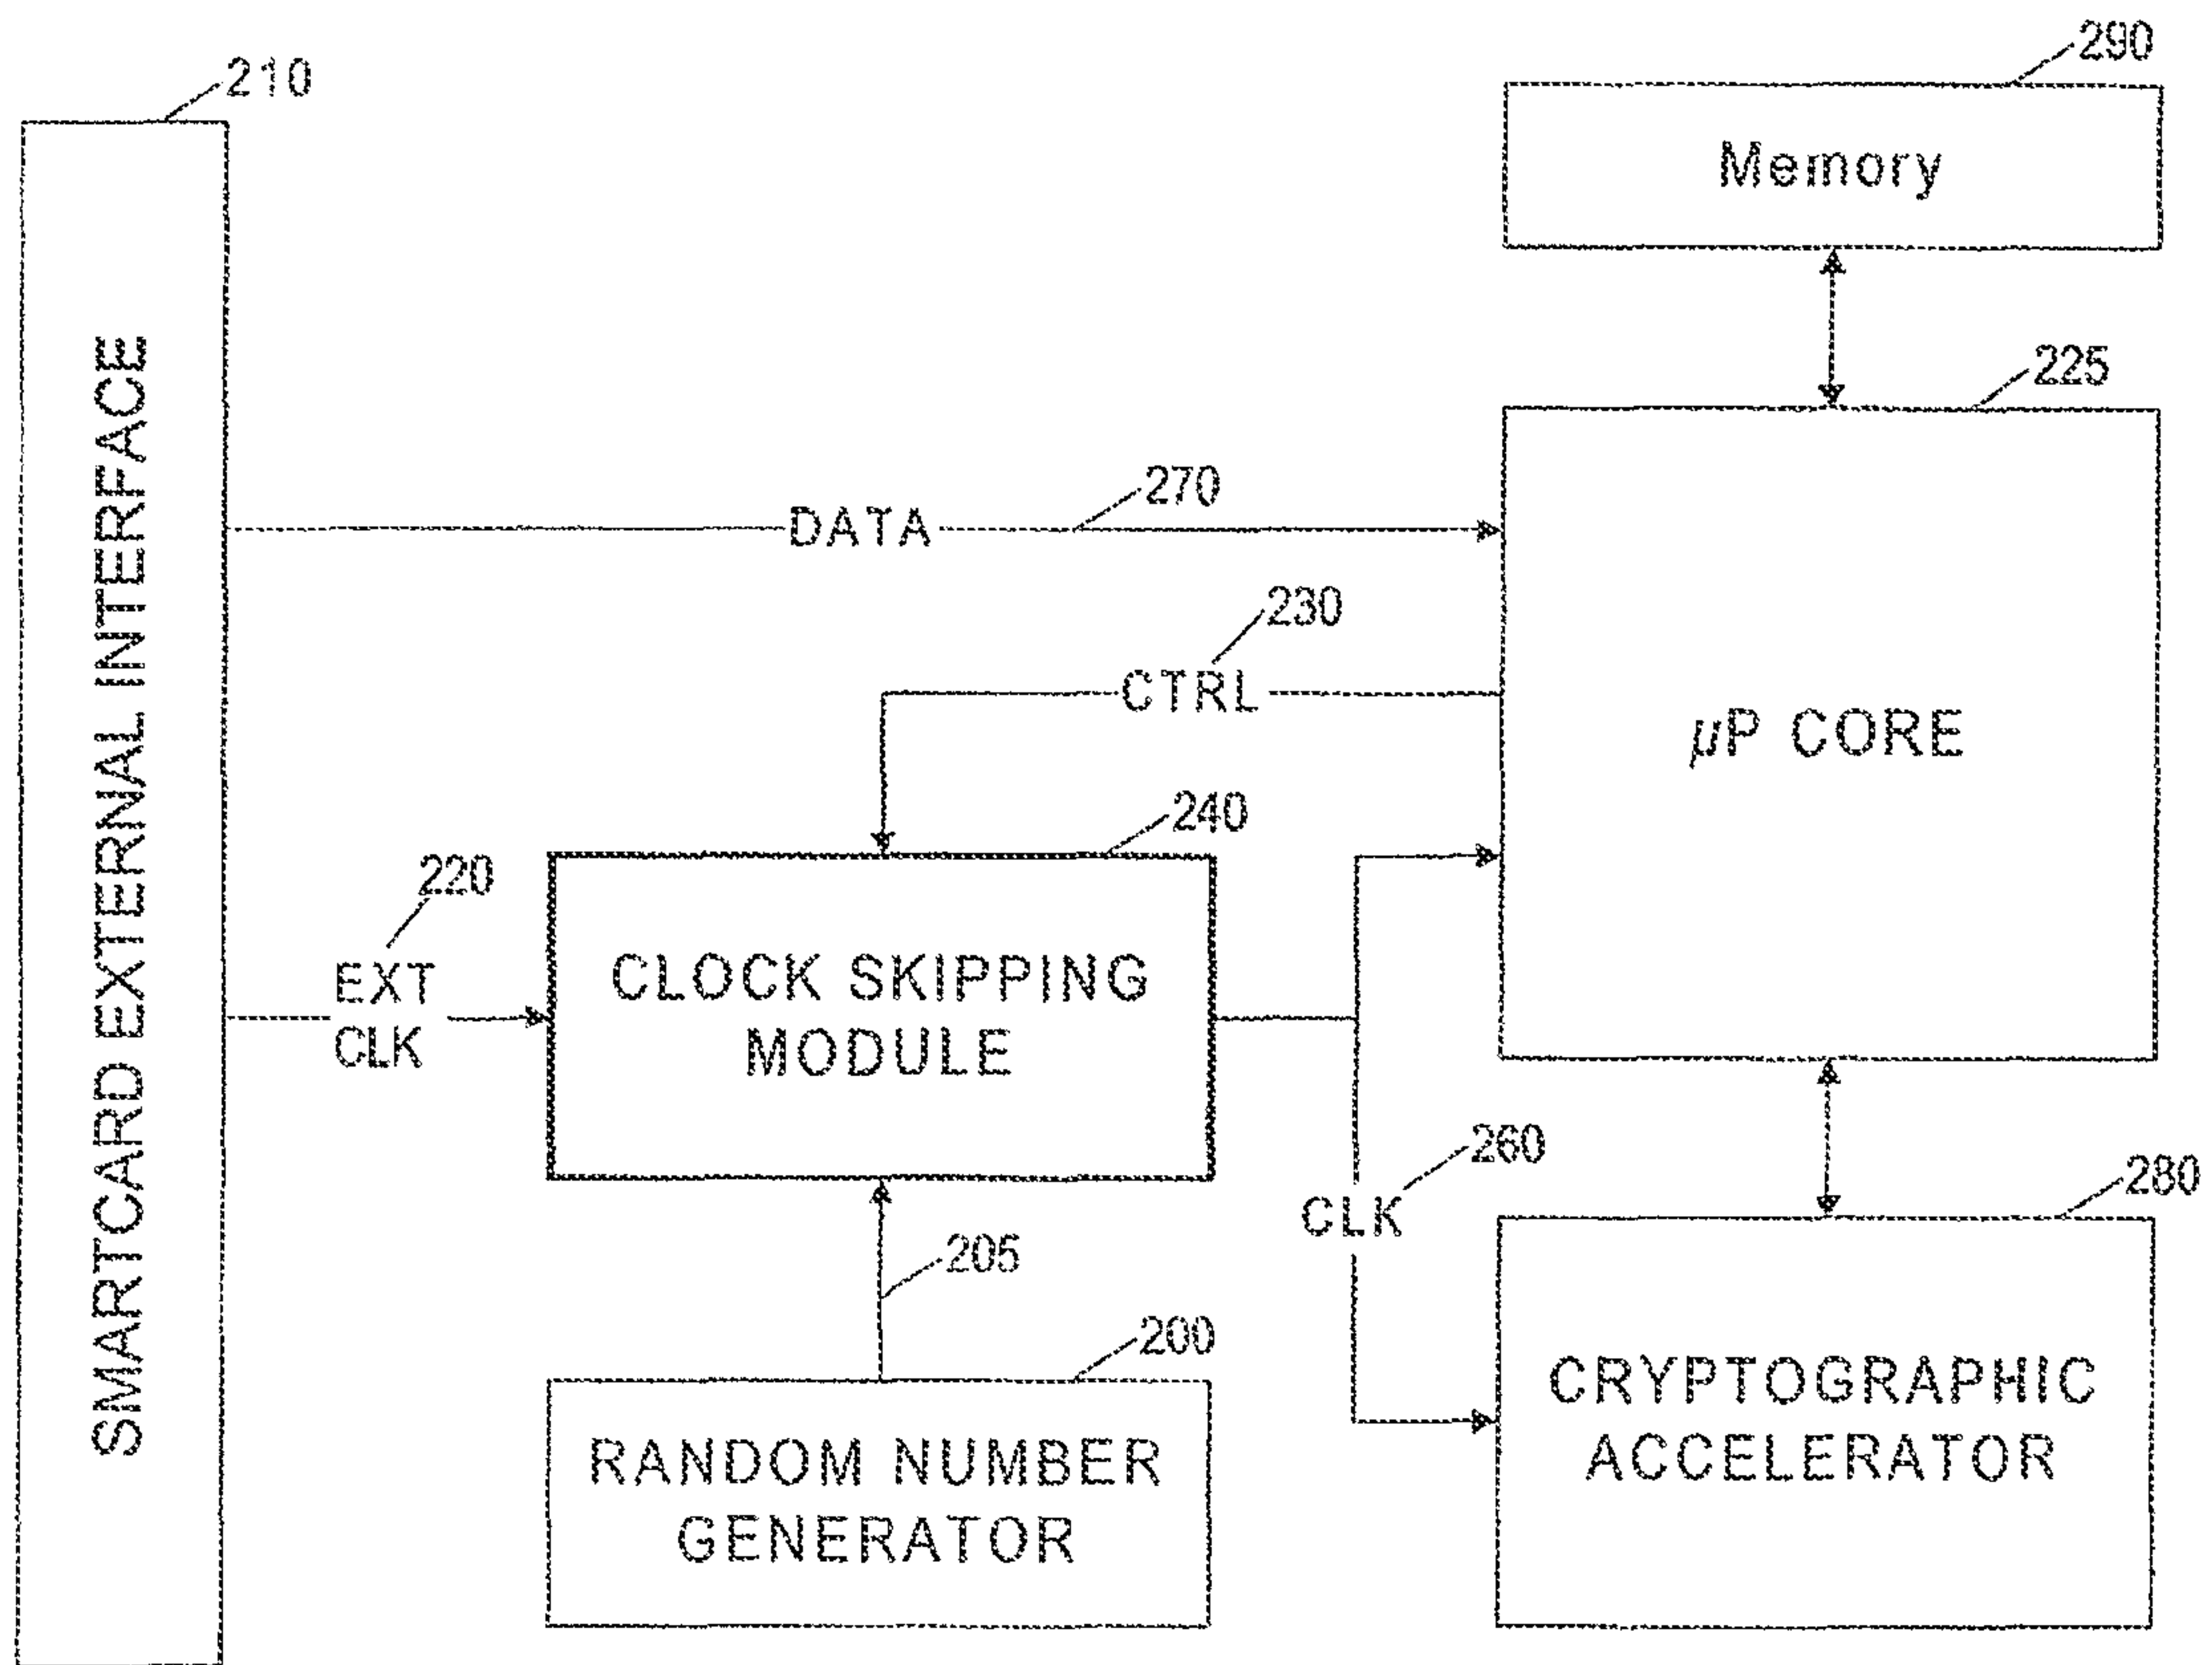 290
210
Memory
225
270
DATA
230
CTRL
µP CORE
SMARTCARD EXTERNAL INTERFACE
240
220
EXT
CLK
CLOCK SKIPPING
MODULE
260
CLK
280
205
200
RANDOM NUMBER
GENERATOR
CRYPTOGRAPHIC
ACCELERATOR